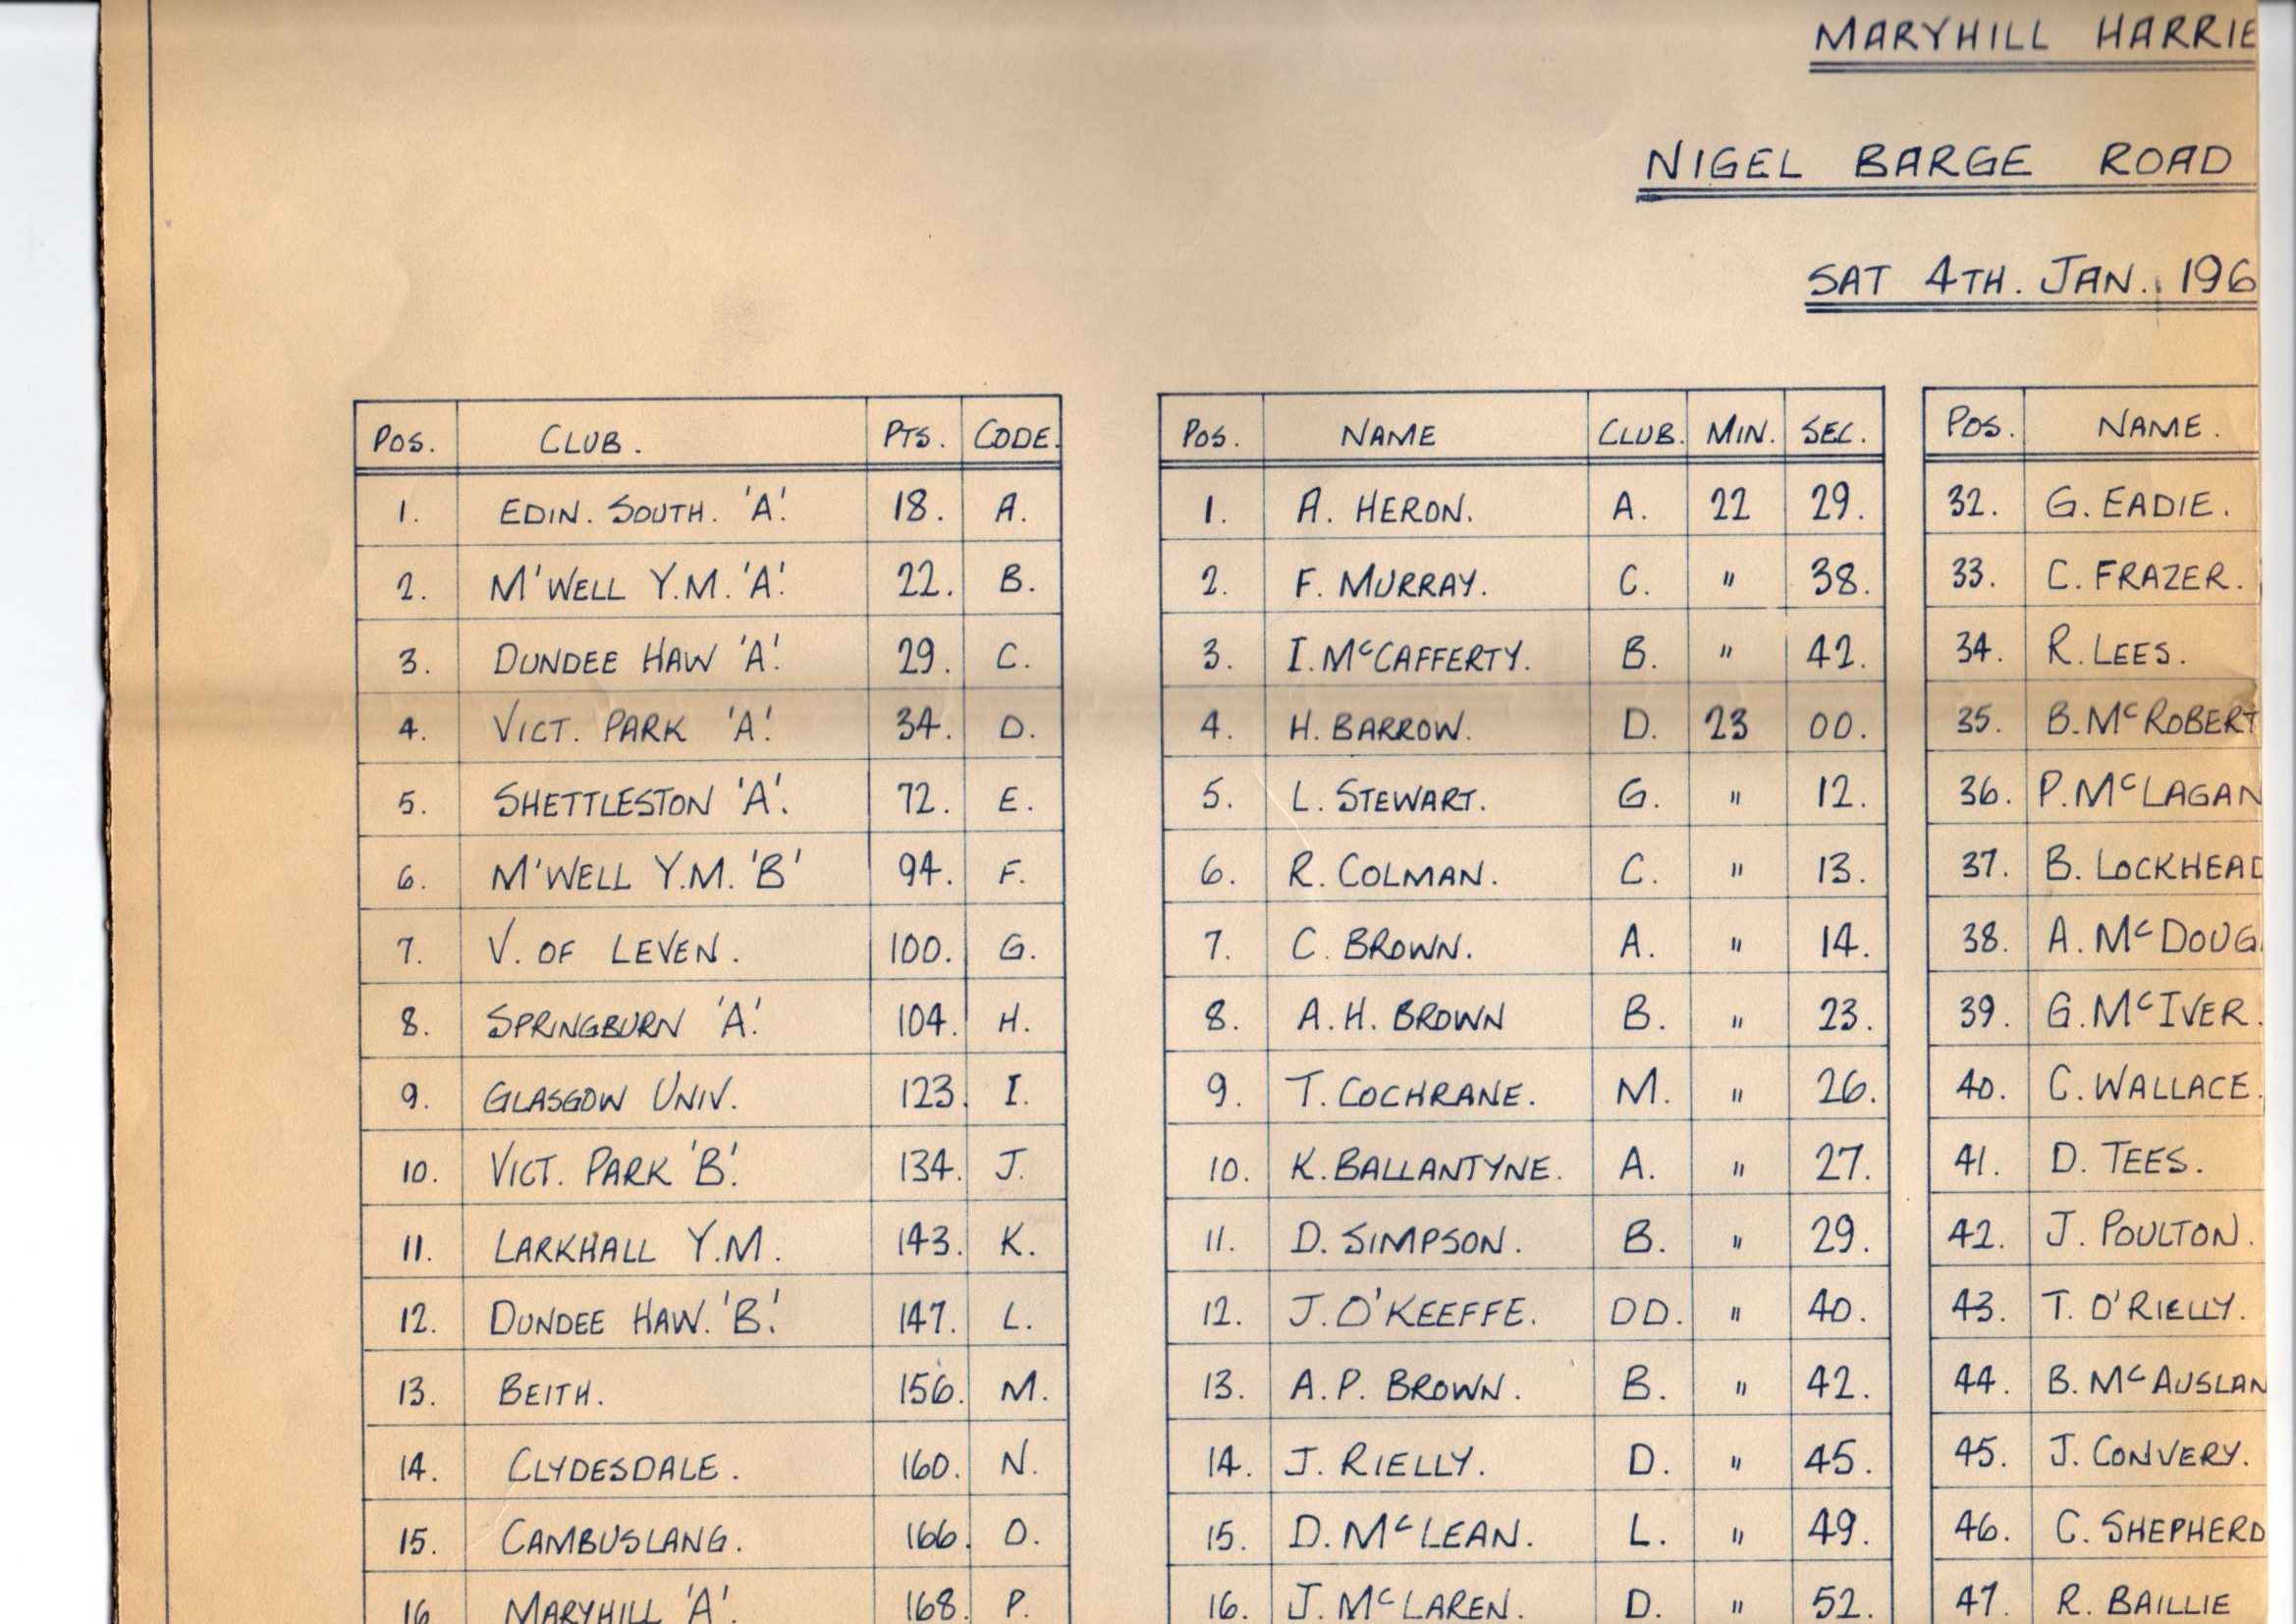 MARYHILL HARRIE
NIGEL BARGE ROAD
SAT 4TH. JAN. 196
POS. CLUB. PTS. CODE.
1. EDIN. SOUTH. 'A'. 18. A.
2. M'WELL Y.M. 'A'. 22. B.
3. DUNDEE HAW 'A'. 29. C.
4. VICT. PARK 'A'. 34. D.
5. SHETTLESTON 'A'. 72. E.
6. M'WELL Y.M. 'B' 94. F.
7. V. OF LEVEN. 100. G.
8. SPRINGBURN 'A'. 104. H.
9. GLASGOW UNIV. 123. I.
10. VICT. PARK 'B'. 134. J.
11. LARKHALL Y.M. 143. K.
12. DUNDEE HAW. 'B'. 147. L.
13. BEITH. 156. M.
14. CLYDESDALE. 160. N.
15. CAMBUSLANG. 166. O.
16 MARYHILL 'A'. 168. P.
POS. NAME CLUB. MIN. SEC.
1. A. HERON. A. 22 29.
2. F. MURRAY. C. " 38.
3. I. McCAFFERTY. B. " 42.
4. H. BARROW. D. 23 00.
5. L. STEWART. G. " 12.
6. R. COLMAN. C. " 13.
7. C. BROWN. A. " 14.
8. A. H. BROWN B. " 23.
9. T. COCHRANE. M. " 26.
10. K. BALLANTYNE. A. " 27.
11. D. SIMPSON. B. " 29.
12. J. O'KEEFFE. DD. " 40.
13. A. P. BROWN. B. " 42.
14. J. RIELLY. D. " 45.
15. D. McLEAN. L. " 49.
16. J. McLAREN. D. " 52.
POS. NAME.
32. G. EADIE.
33. C. FRAZER.
34. R. LEES.
35. B. McROBERT
36. P. McLAGAN
37. B. LOCKHEAD
38. A. McDOUG
39. G. McIVER.
40. C. WALLACE.
41. D. TEES.
42. J. POULTON.
43. T. O'RIELLY.
44. B. McAUSLAN
45. J. CONVERY.
46. C. SHEPHERD
47. R. BAILLIE